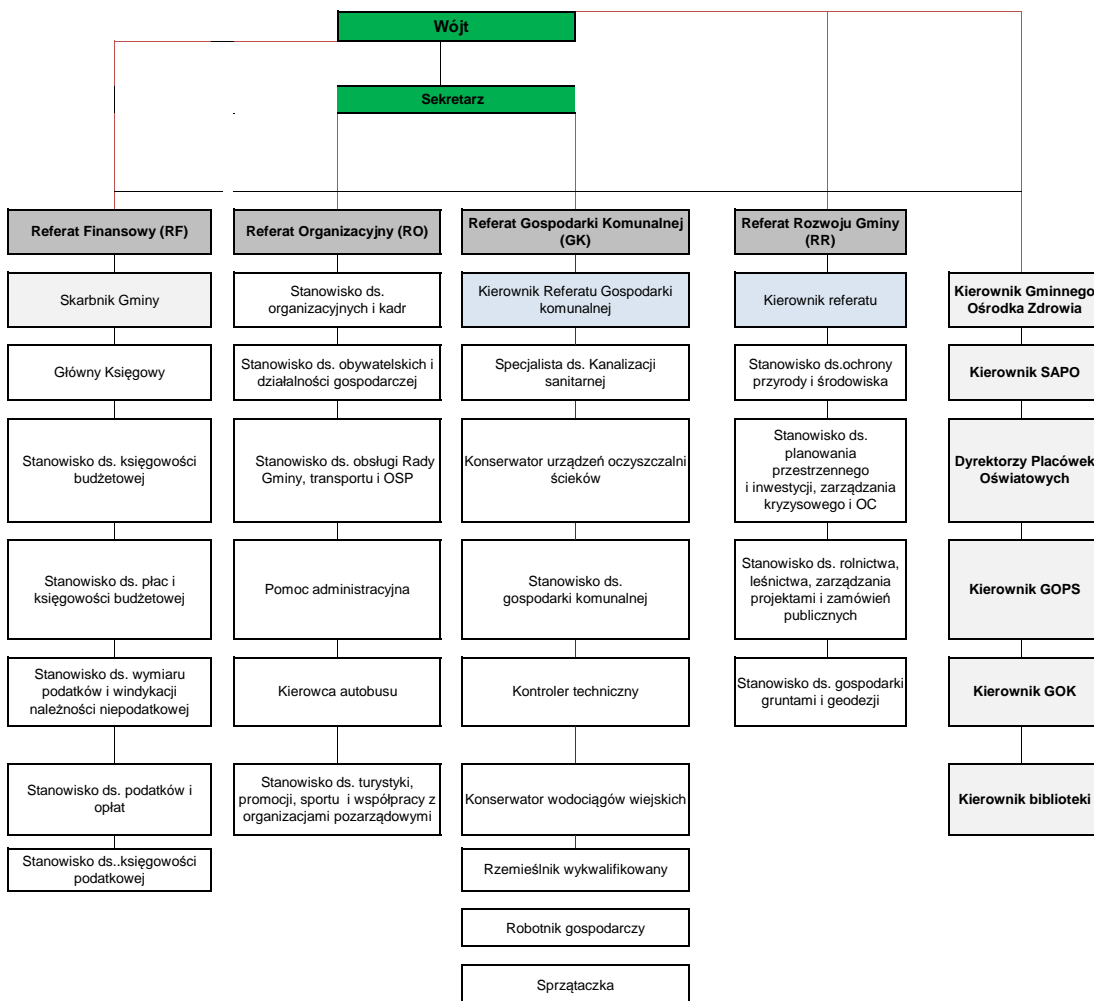 Wójt
Sekretarz
Referat Finansowy (RF)
Skarbnik Gminy
Główny Księgowy
Stanowisko ds. księgowości
budżetowej
Stanowisko ds. płac i
księgowości budżetowej
Stanowisko ds. wymiaru
podatków i windykacji
należności niepodatkowej
Stanowisko ds. podatków i
opłat
Stanowisko ds..księgowości
podatkowej
Referat Organizacyjny (RO)
Stanowisko ds.
organizacyjnych i kadr
Stanowisko ds. obywatelskich i
działalności gospodarczej
Stanowisko ds. obsługi Rady
Gminy, transportu i OSP
Pomoc administracyjna
Kierowca autobusu
Stanowisko ds. turystyki,
promocji, sportu i współpracy z
organizacjami pozarządowymi
Referat Gospodarki Komunalnej
(GK)
Kierownik Referatu Gospodarki
komunalnej
Specjalista ds. Kanalizacji
sanitarnej
Konserwator urządzeń oczyszczalni
ścieków
Stanowisko ds.
gospodarki komunalnej
Kontroler techniczny
Konserwator wodociągów wiejskich
Rzemieślnik wykwalifikowany
Robotnik gospodarczy
Sprzątaczka
Referat Rozwoju Gminy
(RR)
Kierownik referatu
Stanowisko ds.ochrony
przyrody i środowiska
Stanowisko ds.
planowania
przestrzennego
i inwestycji, zarządzania
kryzysowego i OC
Stanowisko ds. rolnictwa,
leśnictwa, zarządzania
projektami i zamówień
publicznych
Stanowisko ds. gospodarki
gruntami i geodezji
Kierownik Gminnego
Ośrodka Zdrowia
Kierownik SAPO
Dyrektorzy Placówek
Oświatowych
Kierownik GOPS
Kierownik GOK
Kierownik biblioteki